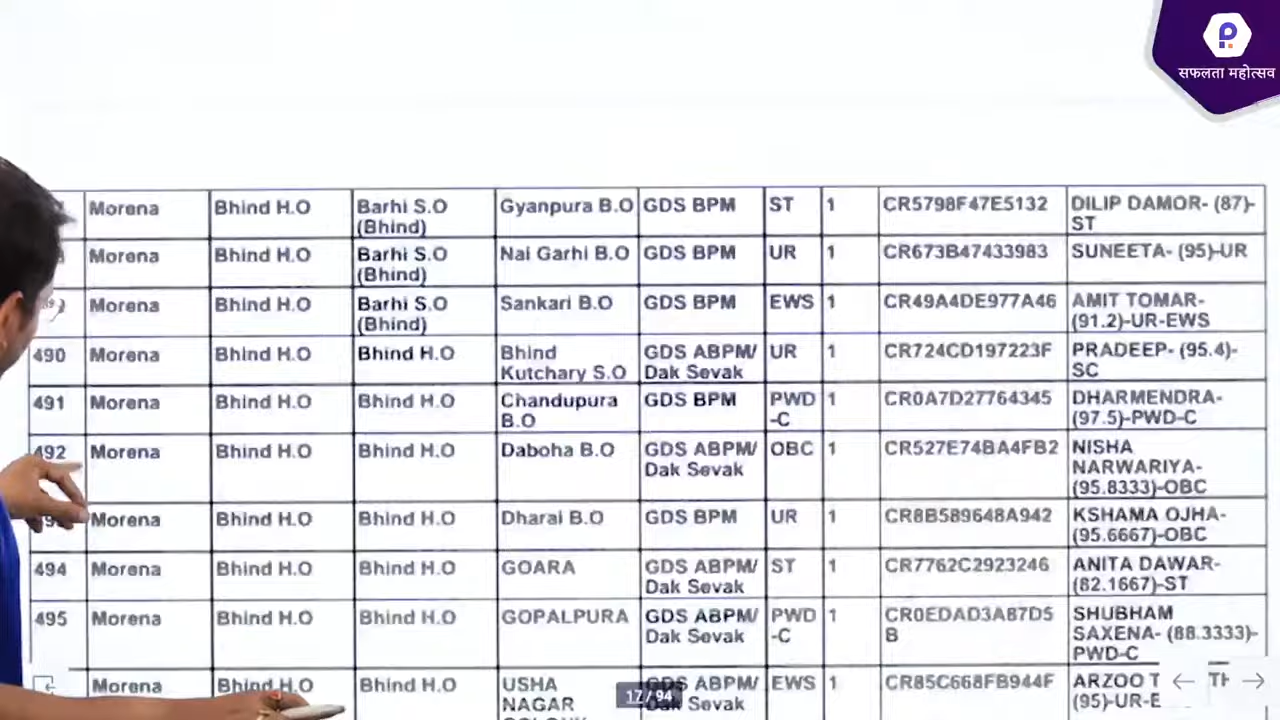 सफलता महोत्सव
Morena Bhind H.O Barhi S.O Gyanpura B.O GDS BPM ST 1 CR5798F47E5132 DILIP DAMOR- (87)-
(Bhind) ST
Morena Bhind H.O Barhi S.O Nai Garhi B.O GDS BPM UR 1 CR673B47433983 SUNEETA- (95)-UR
(Bhind)
Morena Bhind H.O Barhi S.O Sankari B.O GDS BPM EWS 1 CR49A4DE977A46 AMIT TOMAR-
(Bhind) (91.2)-UR-EWS
490 Morena Bhind H.O Bhind H.O Bhind GDS ABPM/ UR 1 CR724CD197223F PRADEEP- (95.4)-
Kutchary S.O Dak Sevak SC
491 Morena Bhind H.O Bhind H.O Chandupura GDS BPM PWD 1 CR0A7D27764345 DHARMENDRA-
B.O -C (97.5)-PWD-C
492 Morena Bhind H.O Bhind H.O Daboha B.O GDS ABPM/ OBC 1 CR527E74BA4FB2 NISHA
Dak Sevak NARWARIYA-
(95.8333)-OBC
Morena Bhind H.O Bhind H.O Dharai B.O GDS BPM UR 1 CR8B589648A942 KSHAMA OJHA-
(95.6667)-OBC
494 Morena Bhind H.O Bhind H.O GOARA GDS ABPM/ ST 1 CR7762C2923246 ANITA DAWAR-
Dak Sevak (82.1667)-ST
495 Morena Bhind H.O Bhind H.O GOPALPURA GDS ABPM/ PWD 1 CR0EDAD3A87D5 SHUBHAM
Dak Sevak -C B SAXENA- (88.3333)-
PWD-C
Morena Bhind H.O Bhind H.O USHA GDS ABPM/ EWS 1 CR85C668FB944F ARZOO
NAGAR Dak Sevak (95)-UR-E
17 / 94